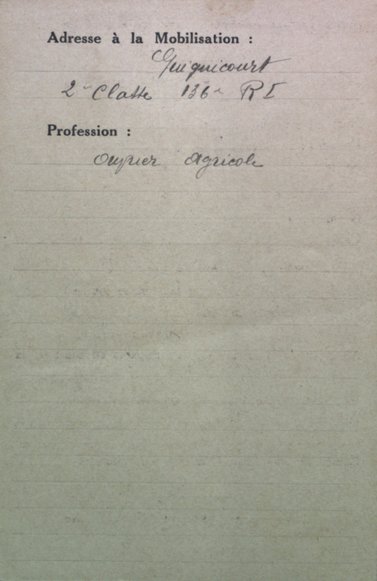 Adresse à la Mobilisation :
Guignicourt
2e Classe 136e RI
Profession :
ouvrier agricole